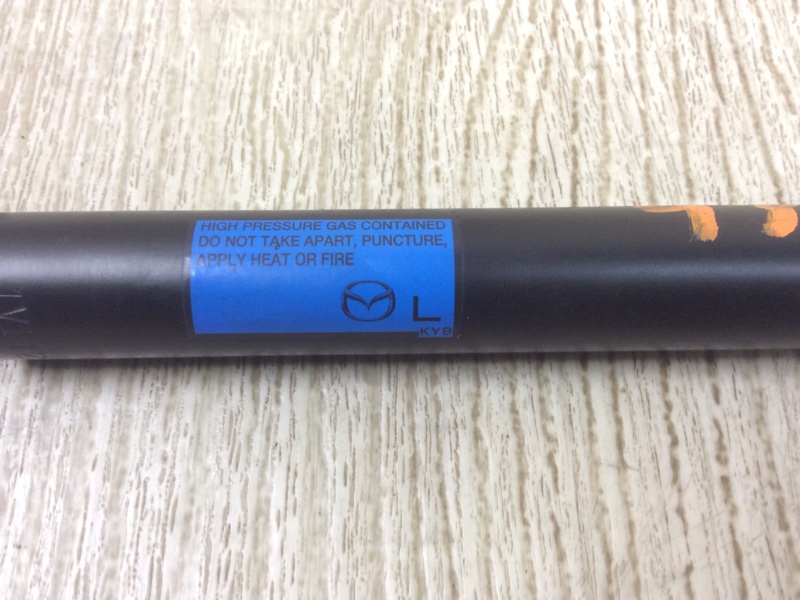 HIGH PRESSURE GAS CONTAINED
DO NOT TAKE APART, PUNCTURE,
APPLY HEAT OR FIRE
L
KYB